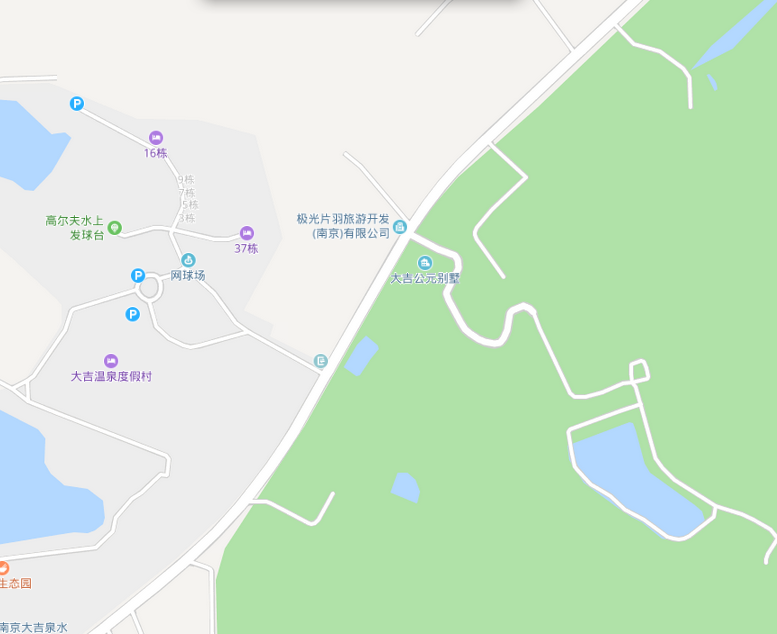 16栋
9栋
7栋
5栋
3栋
高尔夫水上
发球台
极光片羽旅游开发
(南京)有限公司
37栋
网球场
大吉公元别墅
大吉温泉度假村
生态园
南京大吉泉水